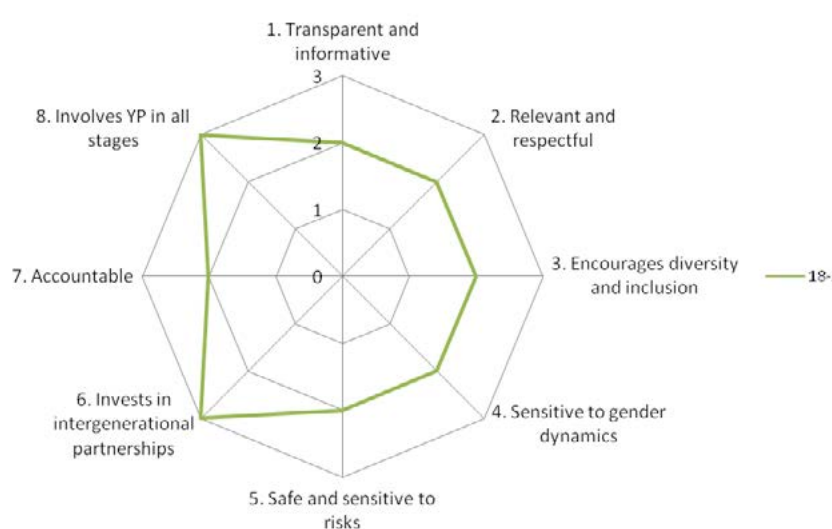 1. Transparent and
informative
3
8. Involves YP in all
stages
2. Relevant and
respectful
2
1
7. Accountable
0
3. Encourages diversity
and inclusion
18-
6. Invests in
intergenerational
partnerships
4. Sensitive to gender
dynamics
5. Safe and sensitive to
risks